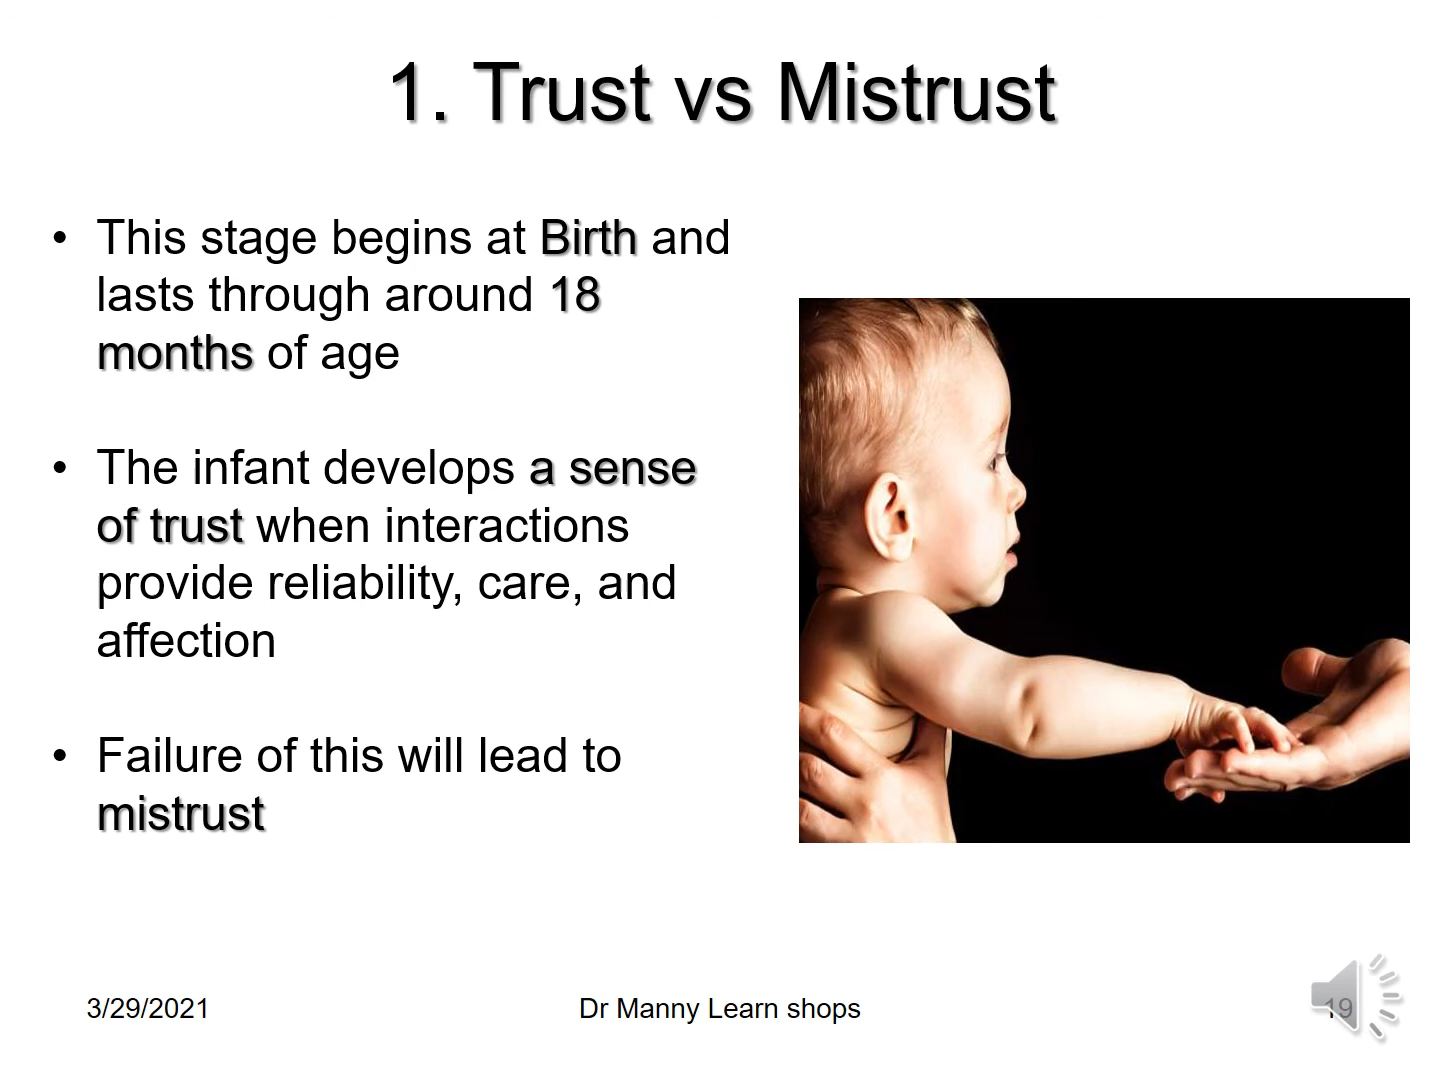 1. Trust vs Mistrust
• This stage begins at Birth and
lasts through around 18
months of age
• The infant develops a sense
of trust when interactions
provide reliability, care, and
affection
• Failure of this will lead to
mistrust
3/29/2021
Dr Manny Learn shops
19